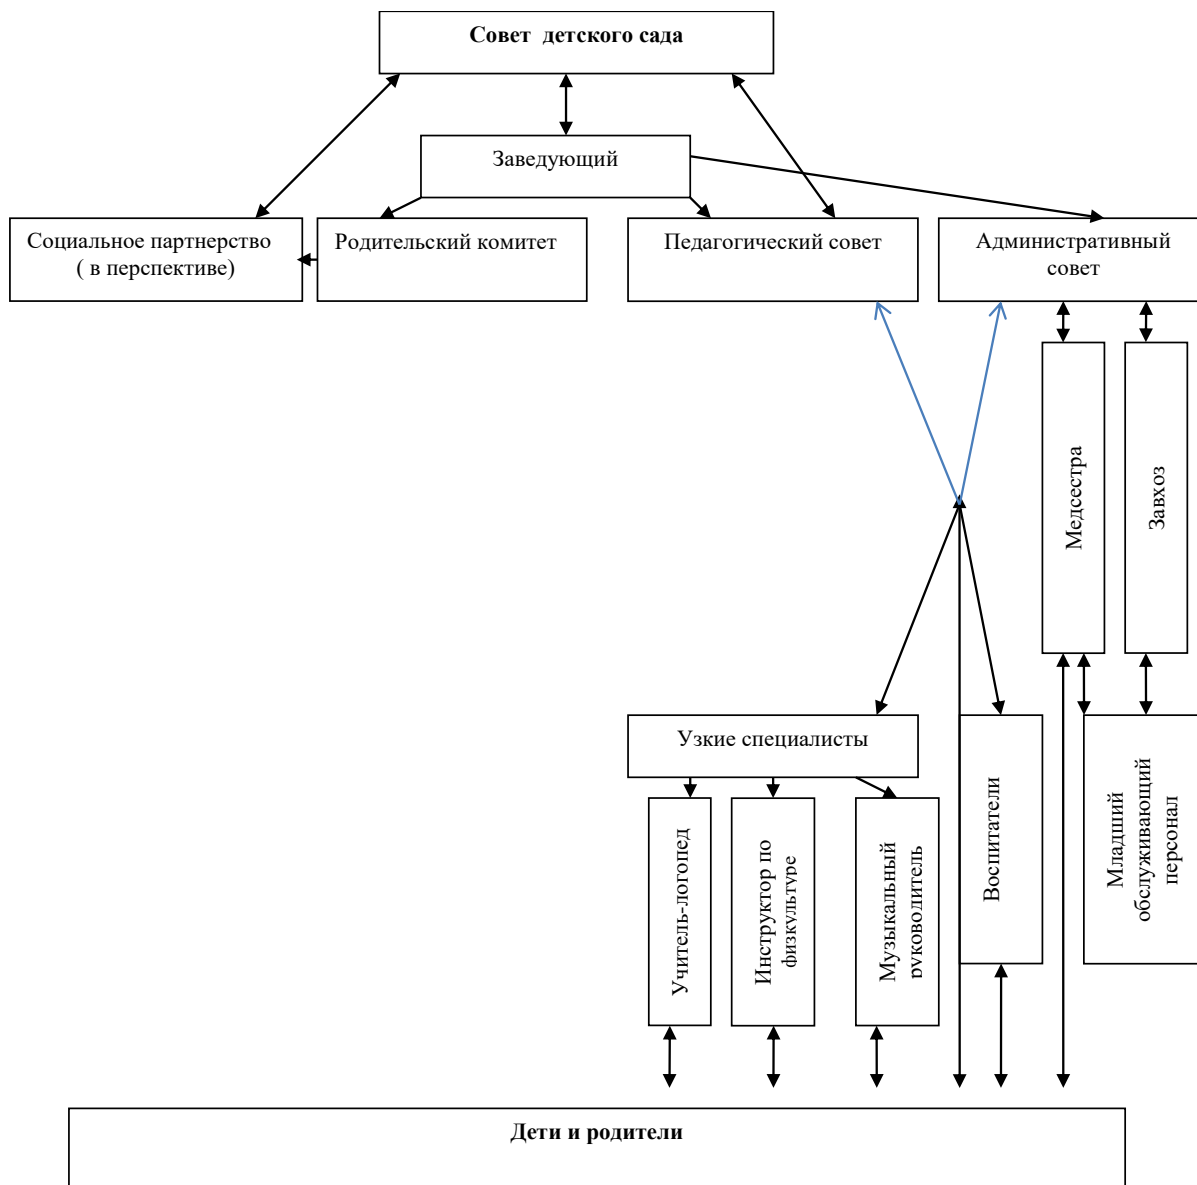 Совет  детского сада
Заведующий
Социальное партнерство
( в перспективе)
Родительский комитет
Педагогический совет
Административный
совет
Медсестра
Завхоз
Узкие специалисты
Учитель-логопед
Инструктор по
физкультуре
Музыкальный
руководитель
Воспитатели
Младший
обслуживающий
персонал
Дети и родители